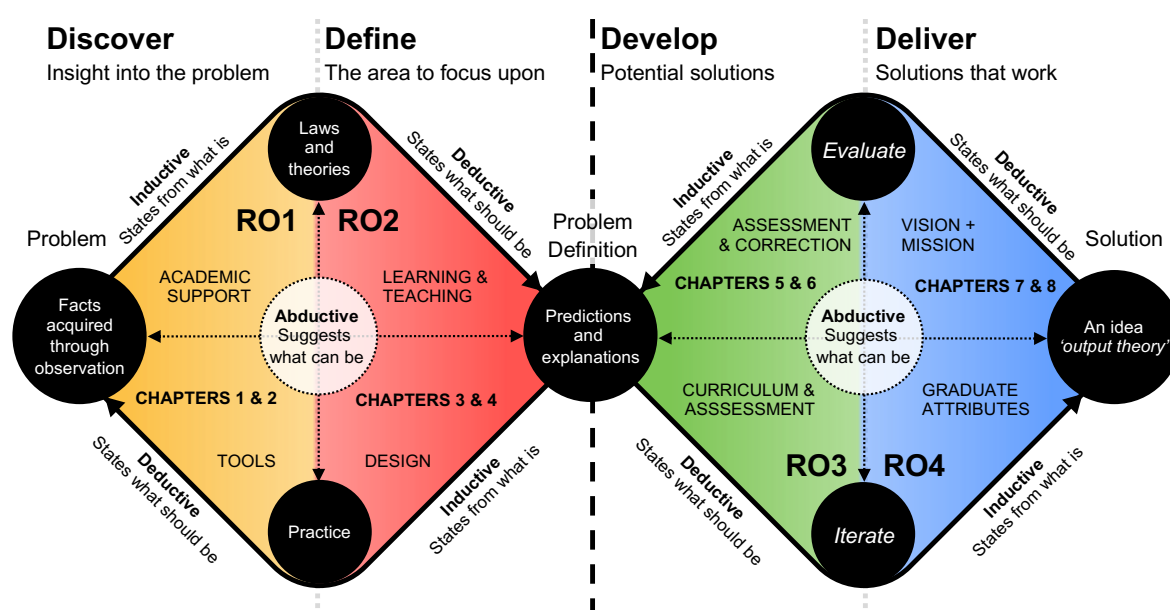 Discover
Insight into the problem
Define
The area to focus upon
Develop
Potential solutions
Deliver
Solutions that work
Inductive
States from what is
Laws and
theories
Deductive
States what should be
Inductive
States from what is
Evaluate
Deductive
States what should be
RO1
RO2
Problem
Problem
Definition
Solution
ACADEMIC
SUPPORT
LEARNING &
TEACHING
ASSESSMENT
& CORRECTION
VISION +
MISSION
CHAPTERS 5 & 6
CHAPTERS 7 & 8
Facts
acquired
through
observation
Abductive
Suggests
what can be
Predictions
and
explanations
Abductive
Suggests
what can be
An idea
‘output theory’
CHAPTERS 1 & 2
CHAPTERS 3 & 4
CURRICULUM &
ASSSESSMENT
GRADUATE
ATTRIBUTES
TOOLS
DESIGN
RO3
RO4
Deductive
States what should be
Practice
Inductive
States from what is
Deductive
States what should be
Iterate
Inductive
States from what is